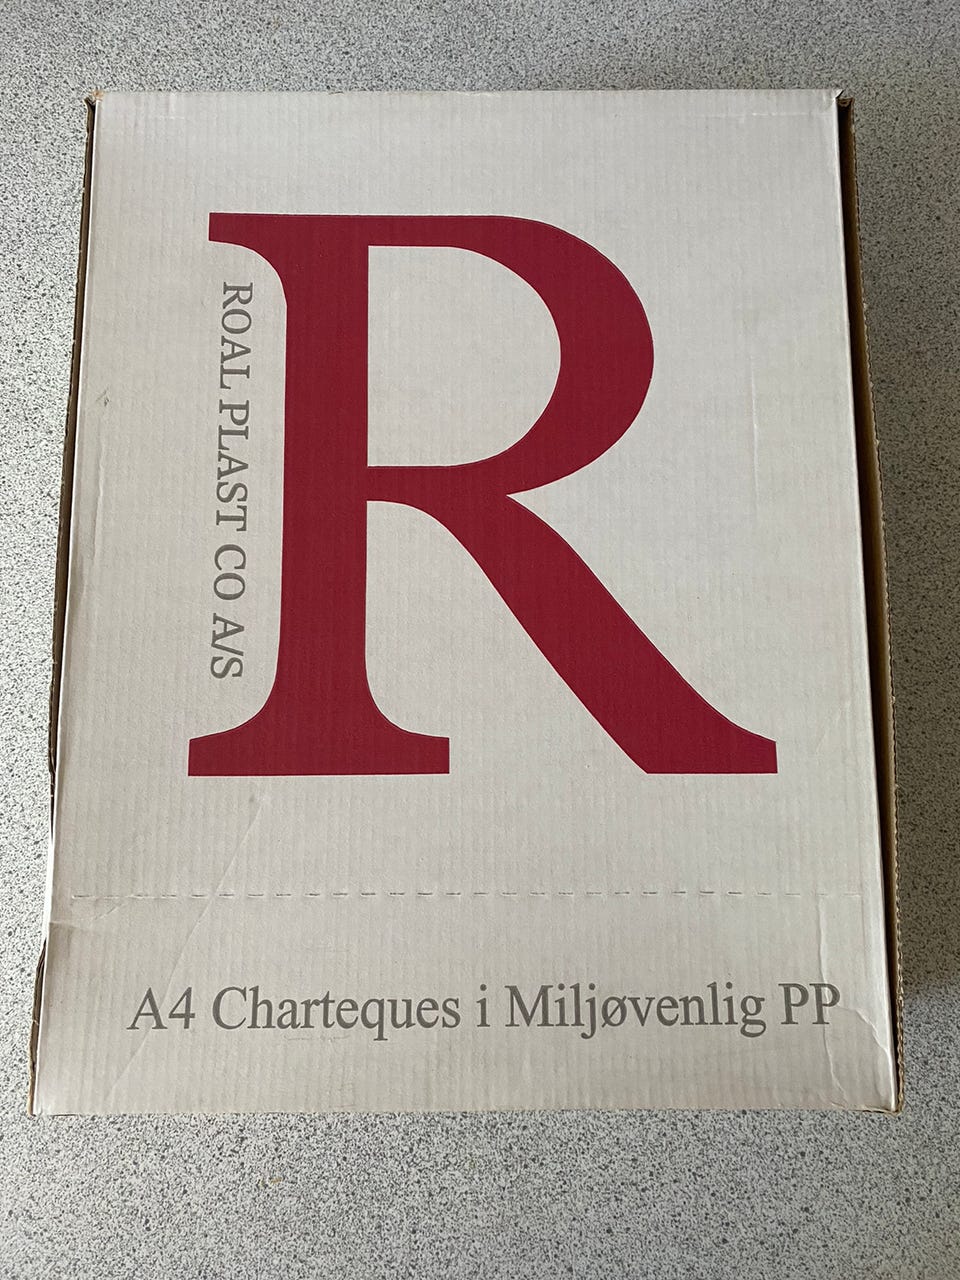 R
ROAL PLAST CO A/S
A4 Charteques i Miljøvenlig PP